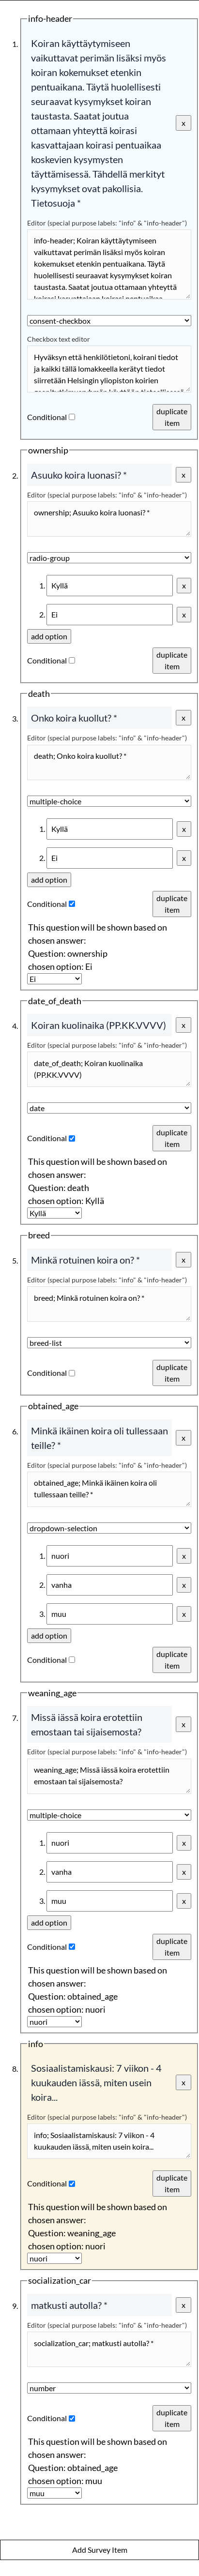 info-header
1.
Koiran käyttäytymiseen
vaikuttavat perimän lisäksi myös
koiran kokemukset etenkin
pentuaikana. Täytä huolellisesti
seuraavat kysymykset koiran
taustasta. Saatat joutua
ottamaan yhteyttä koirasi
kasvattajaan koirasi pentuaikaa
koskevien kysymysten
täyttämisessä. Tähdellä merkityt
kysymykset ovat pakollisia.
Tietosuoja *
x
Editor (special purpose labels: "info" & "info-header")
info-header; Koiran käyttäytymiseen
vaikuttavat perimän lisäksi myös koiran
kokemukset etenkin pentuaikana. Täytä
huolellisesti seuraavat kysymykset koiran
taustasta. Saatat joutua ottamaan yhteyttä
consent-checkbox
Checkbox text editor
Hyväksyn että henkilötietoni, koirani tiedot
ja kaikki tällä lomakkeella kerätyt tiedot
siirretään Helsingin yliopiston koirien
Conditional
duplicate
item
ownership
2.
Asuuko koira luonasi? *
x
Editor (special purpose labels: "info" & "info-header")
ownership; Asuuko koira luonasi? *
radio-group
1. Kyllä x
2. Ei x
add option
Conditional
duplicate
item
death
3.
Onko koira kuollut? *
x
Editor (special purpose labels: "info" & "info-header")
death; Onko koira kuollut? *
multiple-choice
1. Kyllä x
2. Ei x
add option
Conditional
duplicate
item
This question will be shown based on
chosen answer:
Question: ownership
chosen option: Ei
Ei
date_of_death
4.
Koiran kuolinaika (PP.KK.VVVV)
x
Editor (special purpose labels: "info" & "info-header")
date_of_death; Koiran kuolinaika
(PP.KK.VVVV)
date
Conditional
duplicate
item
This question will be shown based on
chosen answer:
Question: death
chosen option: Kyllä
Kyllä
breed
5.
Minkä rotuinen koira on? *
x
Editor (special purpose labels: "info" & "info-header")
breed; Minkä rotuinen koira on? *
breed-list
Conditional
duplicate
item
obtained_age
6.
Minkä ikäinen koira oli tullessaan
teille? *
x
Editor (special purpose labels: "info" & "info-header")
obtained_age; Minkä ikäinen koira oli
tullessaan teille? *
dropdown-selection
1. nuori x
2. vanha x
3. muu x
add option
Conditional
duplicate
item
weaning_age
7.
Missä iässä koira erotettiin
emostaan tai sijaisemosta?
x
Editor (special purpose labels: "info" & "info-header")
weaning_age; Missä iässä koira erotettiin
emostaan tai sijaisemosta?
multiple-choice
1. nuori x
2. vanha x
3. muu x
add option
Conditional
duplicate
item
This question will be shown based on
chosen answer:
Question: obtained_age
chosen option: nuori
nuori
info
8.
Sosiaalistamiskausi: 7 viikon - 4
kuukauden iässä, miten usein
koira...
x
Editor (special purpose labels: "info" & "info-header")
info; Sosiaalistamiskausi: 7 viikon - 4
kuukauden iässä, miten usein koira...
Conditional
duplicate
item
This question will be shown based on
chosen answer:
Question: weaning_age
chosen option: nuori
nuori
socialization_car
9.
matkusti autolla? *
x
Editor (special purpose labels: "info" & "info-header")
socialization_car; matkusti autolla? *
number
Conditional
duplicate
item
This question will be shown based on
chosen answer:
Question: obtained_age
chosen option: muu
muu
Add Survey Item